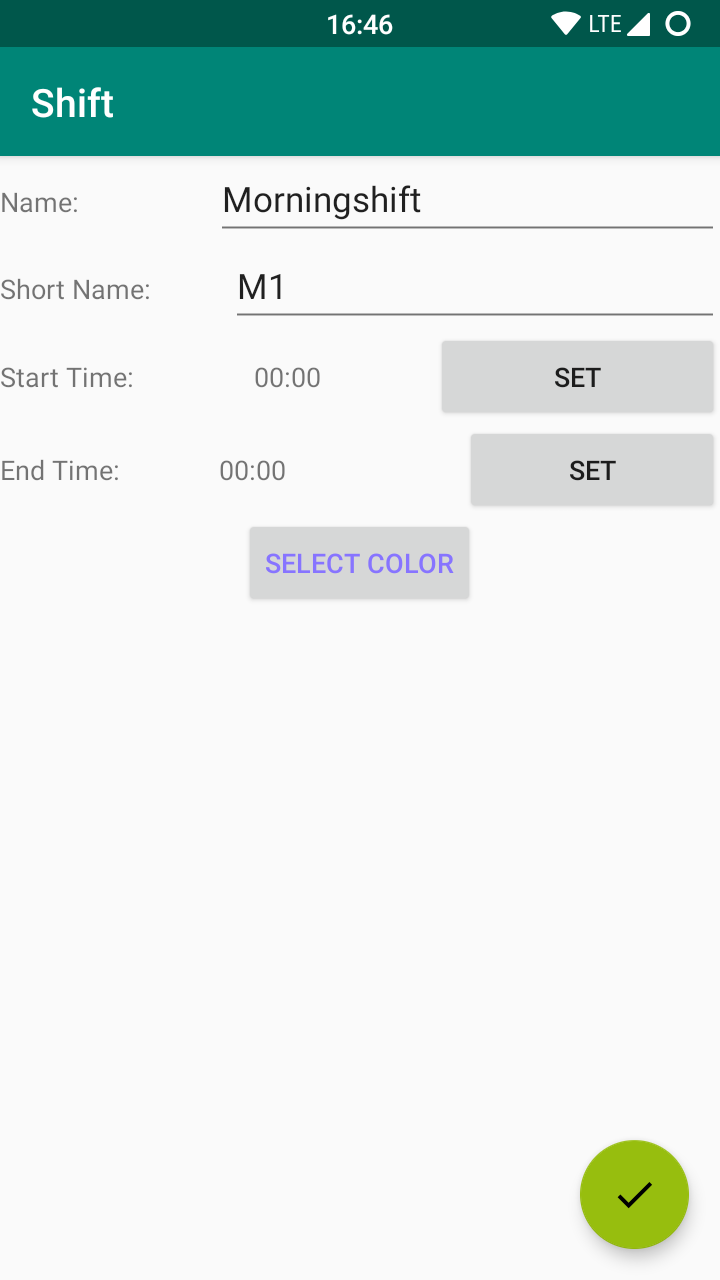 16:46 LTE
Shift
Name: Morningshift
Short Name: M1
Start Time: 00:00 SET
End Time: 00:00 SET
SELECT COLOR